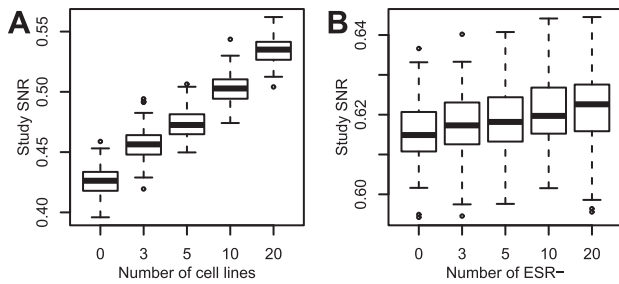 A
Study SNR
0.40 0.45 0.50 0.55
0 3 5 10 20
Number of cell lines
B
Study SNR
0.60 0.62 0.64
0 3 5 10 20
Number of ESR−